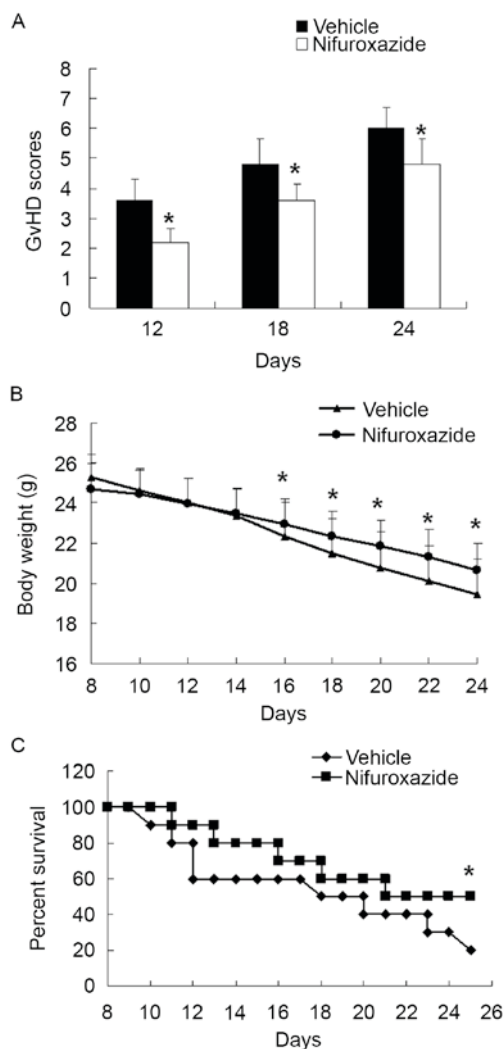 A
Vehicle
Nifuroxazide
GvHD scores
8
7
6
5
4
3
2
1
0
*
*
*
12 18 24
Days
B
Vehicle
Nifuroxazide
Body weight (g)
28
26
24
22
20
18
16
* * * * *
8 10 12 14 16 18 20 22 24
Days
C
Vehicle
Nifuroxazide
Percent survival
120
100
80
60
40
20
0
*
8 10 12 14 16 18 20 22 24 26
Days